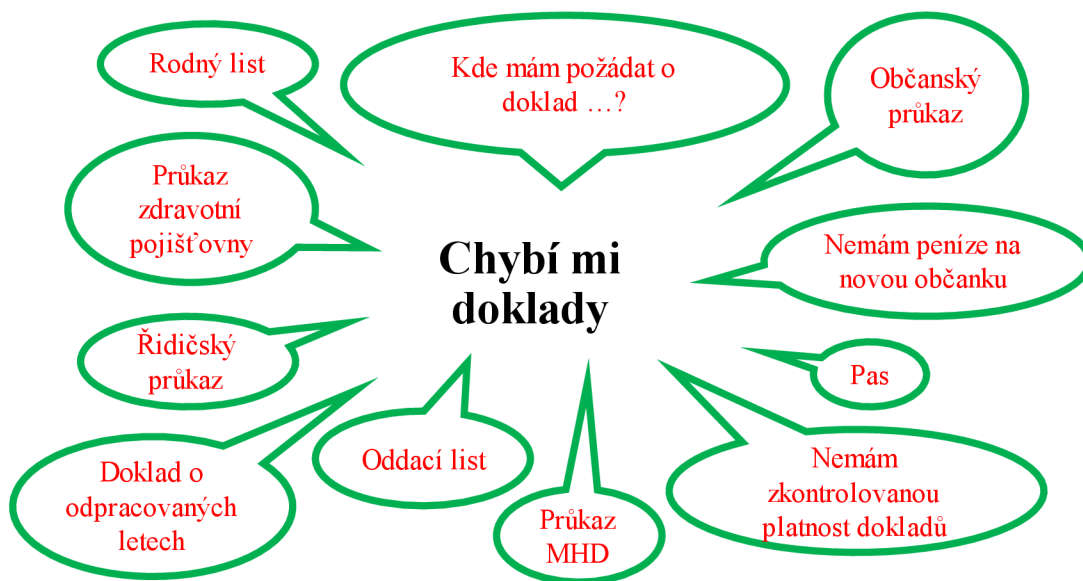 Rodný list
Kde mám požádat o
doklad …?
Občanský
průkaz
Průkaz
zdravotní
pojišťovny
Chybí mi
doklady
Nemám peníze na
novou občanku
Řidičský
průkaz
Pas
Doklad o
odpracovaných
letech
Oddací list
Průkaz
MHD
Nemám
zkontrolovanou
platnost dokladů